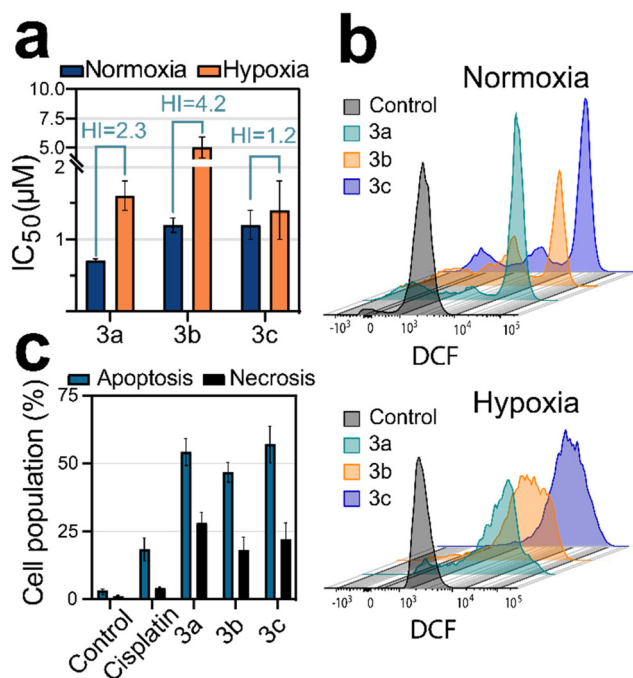 a
Normoxia Hypoxia
IC50(µM)
10.0
5.0
2
1
HI=2.3
HI=4.2
HI=1.2
3a 3b 3c
b
Normoxia
Control
3a
3b
3c
-10³ 0 10³ 10⁴ 10⁵
DCF
Hypoxia
Control
3a
3b
3c
-10³ 0 10³ 10⁴ 10⁵
DCF
c
Apoptosis Necrosis
Cell population (%)
75
50
25
0
Control
Cisplatin
3a
3b
3c